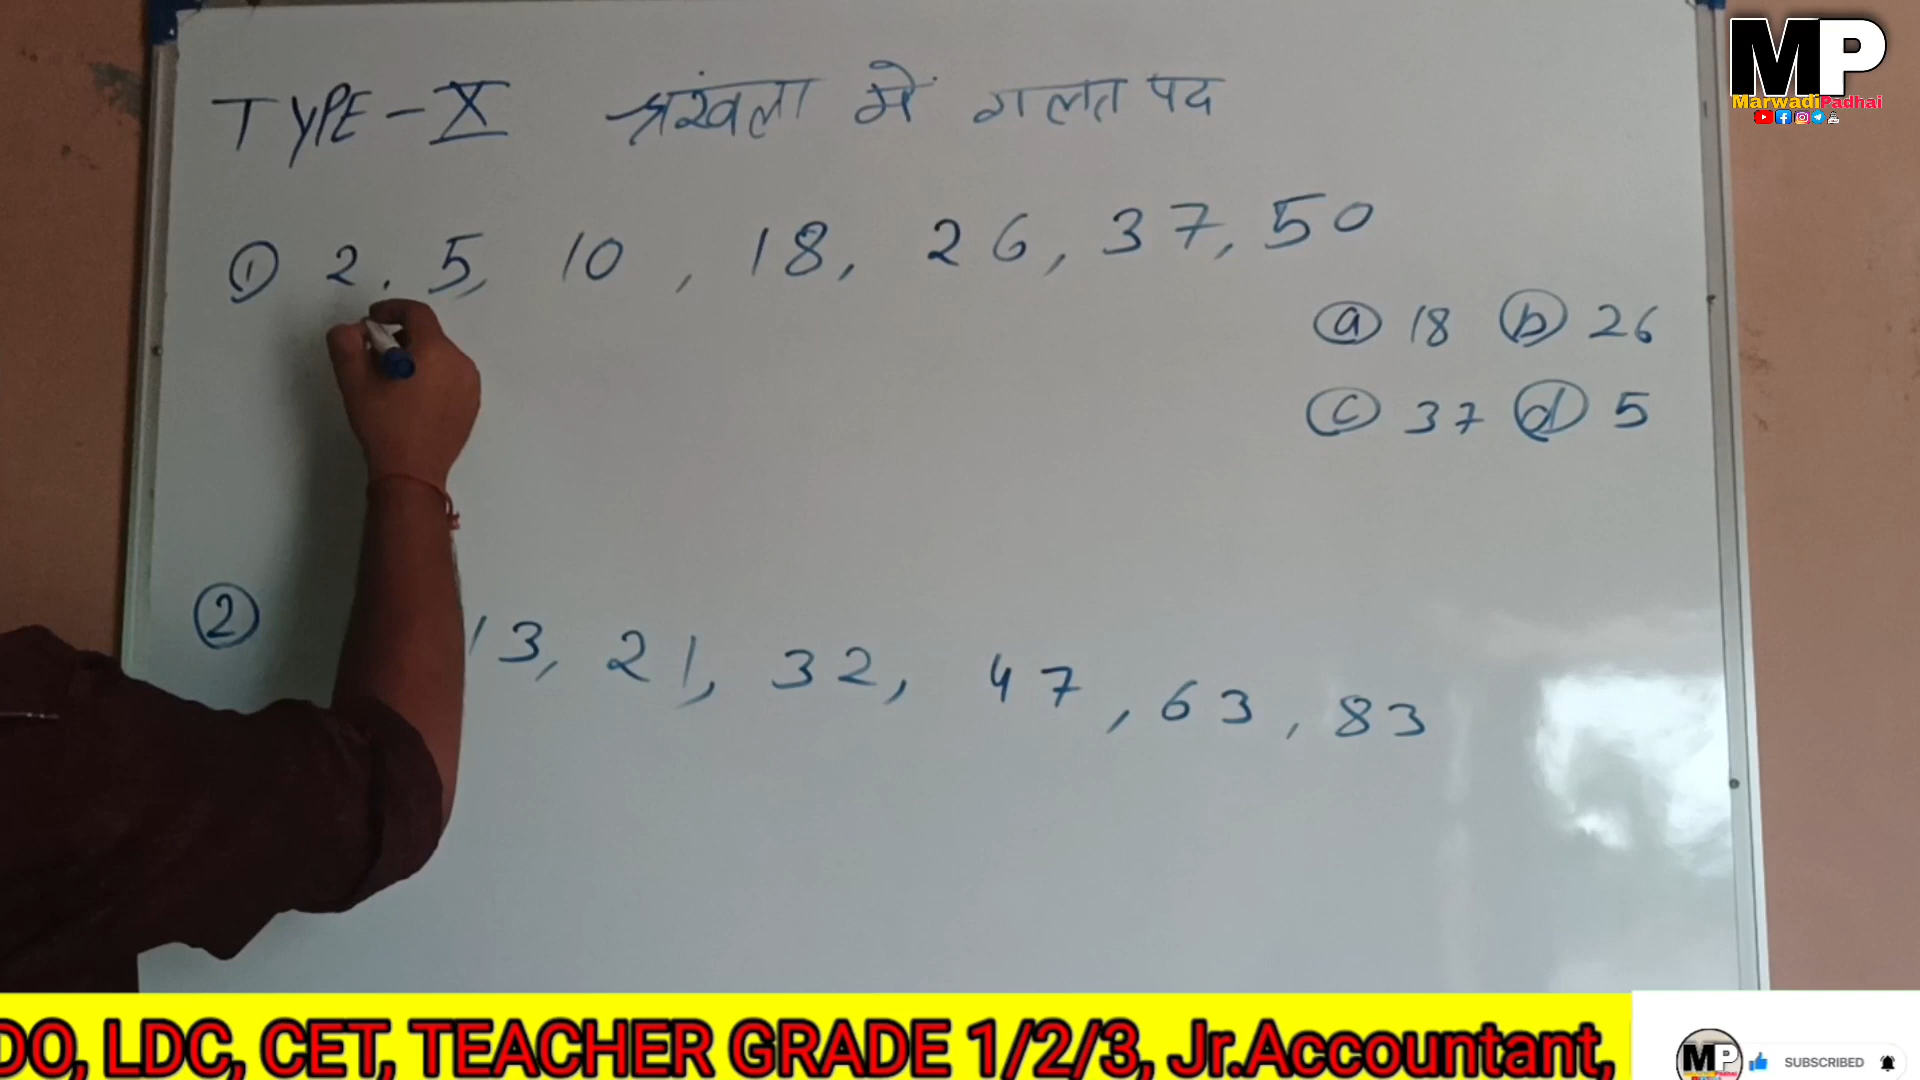 MP
MarwadiPadhai
TYPE-X श्रंखला में गलत पद
① 2, 5, 10, 18, 26, 37, 50
ⓐ 18 ⓑ 26
ⓒ 37 ⓓ 5
② 13, 21, 32, 47, 63, 83
DO, LDC, CET, TEACHER GRADE 1/2/3, Jr.Accountant,
MP SUBSCRIBED